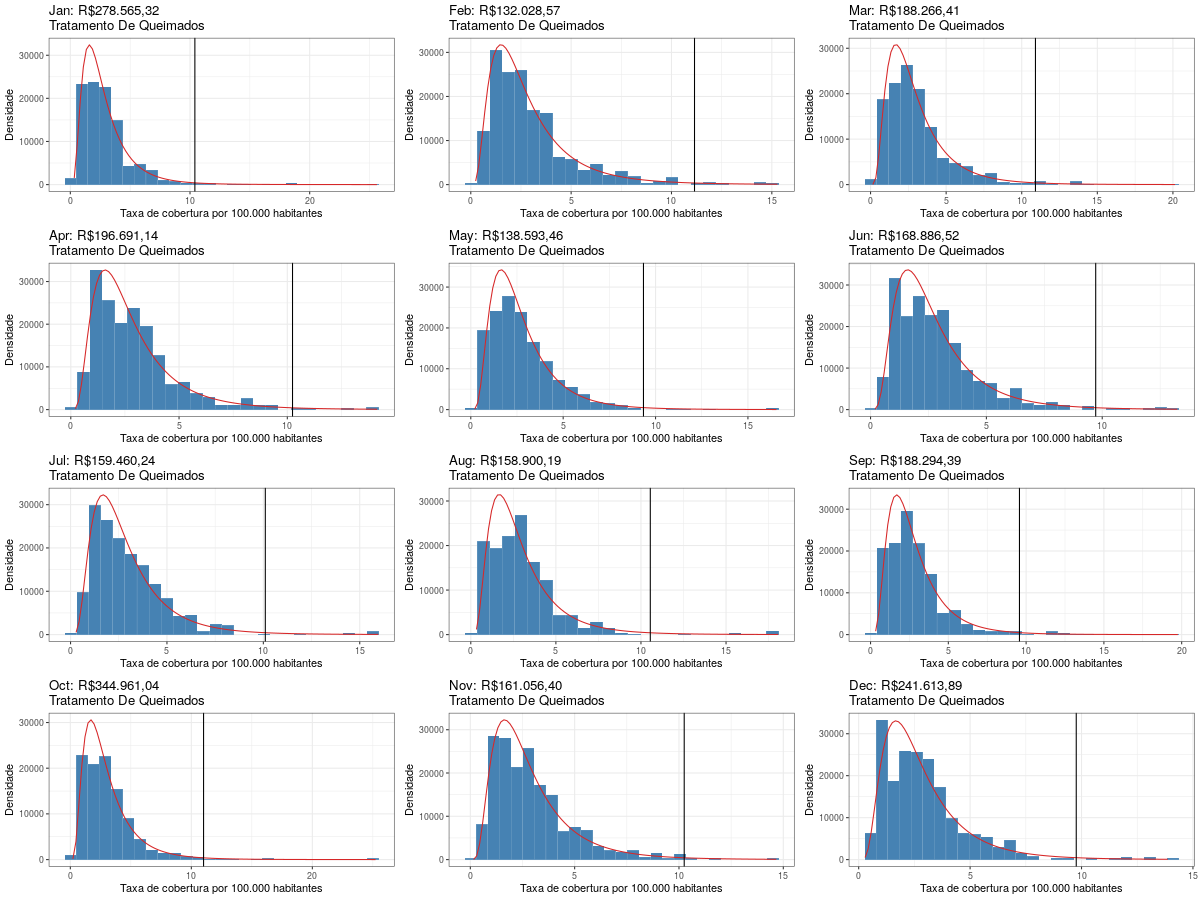 Jan: R$278.565,32
Tratamento De Queimados
Densidade
30000
20000
10000
0
0
10
20
Taxa de cobertura por 100.000 habitantes
Feb: R$132.028,57
Tratamento De Queimados
Densidade
30000
20000
10000
0
0
5
10
15
Taxa de cobertura por 100.000 habitantes
Mar: R$188.266,41
Tratamento De Queimados
Densidade
30000
20000
10000
0
0
5
10
15
20
Taxa de cobertura por 100.000 habitantes
Apr: R$196.691,14
Tratamento De Queimados
Densidade
30000
20000
10000
0
0
5
10
Taxa de cobertura por 100.000 habitantes
May: R$138.593,46
Tratamento De Queimados
Densidade
30000
20000
10000
0
0
5
10
15
Taxa de cobertura por 100.000 habitantes
Jun: R$168.886,52
Tratamento De Queimados
Densidade
30000
20000
10000
0
0
5
10
Taxa de cobertura por 100.000 habitantes
Jul: R$159.460,24
Tratamento De Queimados
Densidade
30000
20000
10000
0
0
5
10
15
Taxa de cobertura por 100.000 habitantes
Aug: R$158.900,19
Tratamento De Queimados
Densidade
30000
20000
10000
0
0
5
10
15
Taxa de cobertura por 100.000 habitantes
Sep: R$188.294,39
Tratamento De Queimados
Densidade
30000
20000
10000
0
0
5
10
15
20
Taxa de cobertura por 100.000 habitantes
Oct: R$344.961,04
Tratamento De Queimados
Densidade
30000
20000
10000
0
0
10
20
Taxa de cobertura por 100.000 habitantes
Nov: R$161.056,40
Tratamento De Queimados
Densidade
30000
20000
10000
0
0
5
10
15
Taxa de cobertura por 100.000 habitantes
Dec: R$241.613,89
Tratamento De Queimados
Densidade
30000
20000
10000
0
0
5
10
15
Taxa de cobertura por 100.000 habitantes